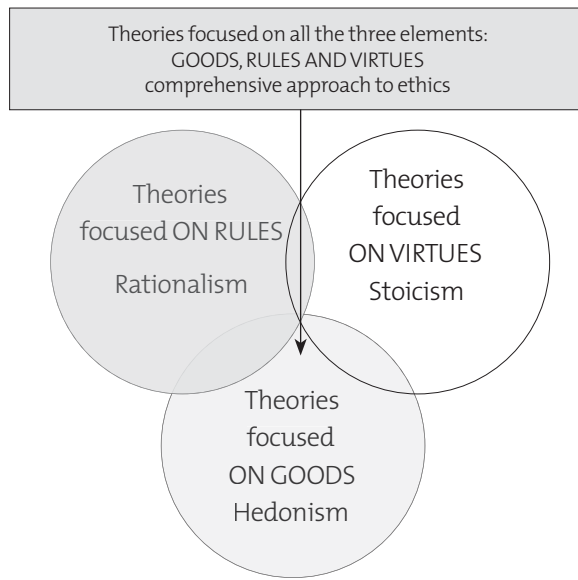 Theories focused on all the three elements:
GOODS, RULES AND VIRTUES
comprehensive approach to ethics
Theories
focused ON RULES
Rationalism
Theories
focused
ON VIRTUES
Stoicism
Theories
focused
ON GOODS
Hedonism